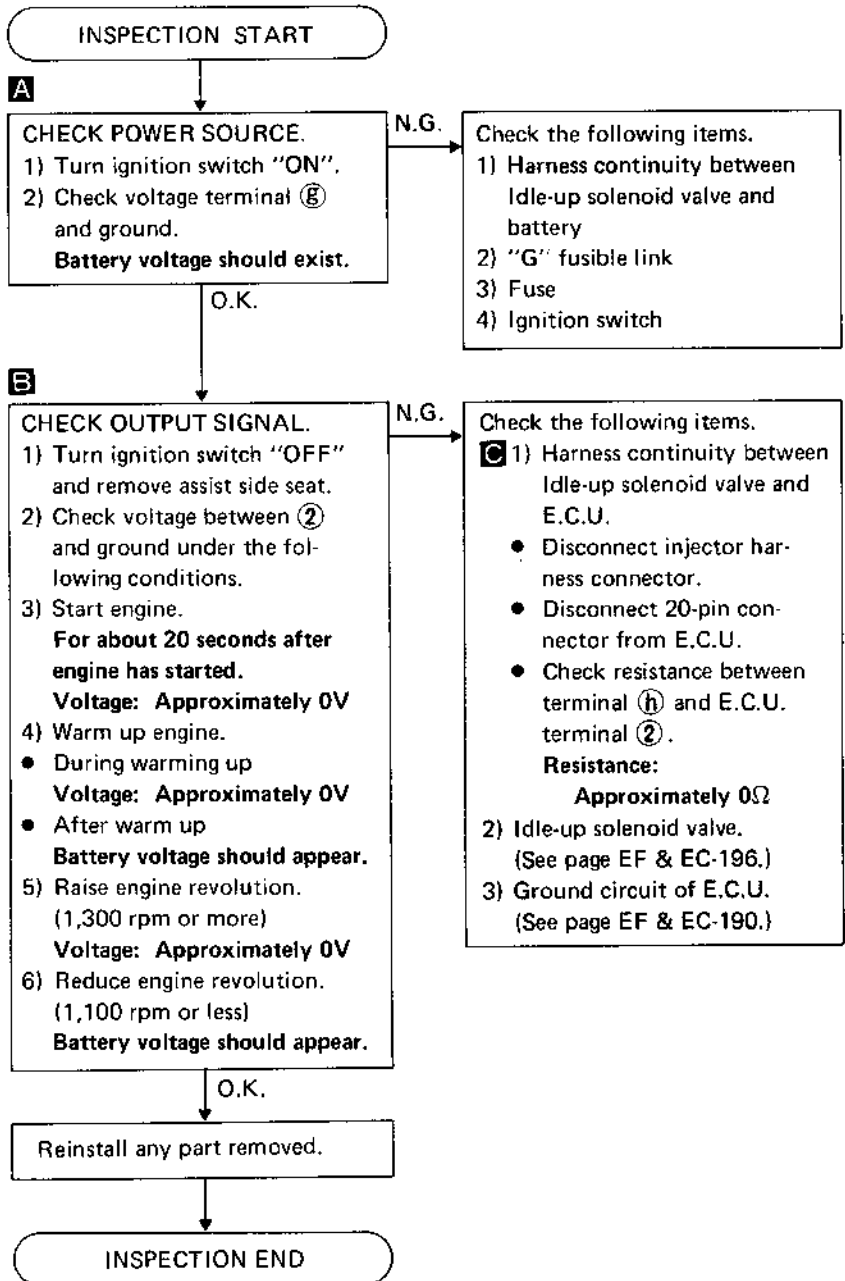 INSPECTION START
A
CHECK POWER SOURCE.
1) Turn ignition switch "ON".
2) Check voltage terminal ⓖ
and ground.
Battery voltage should exist.
N.G.
Check the following items.
1) Harness continuity between
Idle-up solenoid valve and
battery
2) "G" fusible link
3) Fuse
4) Ignition switch
O.K.
B
CHECK OUTPUT SIGNAL.
1) Turn ignition switch "OFF"
and remove assist side seat.
2) Check voltage between ②
and ground under the fol-
lowing conditions.
3) Start engine.
For about 20 seconds after
engine has started.
Voltage: Approximately 0V
4) Warm up engine.
● During warming up
Voltage: Approximately 0V
● After warm up
Battery voltage should appear.
5) Raise engine revolution.
(1,300 rpm or more)
Voltage: Approximately 0V
6) Reduce engine revolution.
(1,100 rpm or less)
Battery voltage should appear.
N.G.
Check the following items.
C 1) Harness continuity between
Idle-up solenoid valve and
E.C.U.
● Disconnect injector har-
ness connector.
● Disconnect 20-pin con-
nector from E.C.U.
● Check resistance between
terminal ⓗ and E.C.U.
terminal ②.
Resistance:
Approximately 0Ω
2) Idle-up solenoid valve.
(See page EF & EC-196.)
3) Ground circuit of E.C.U.
(See page EF & EC-190.)
O.K.
Reinstall any part removed.
INSPECTION END